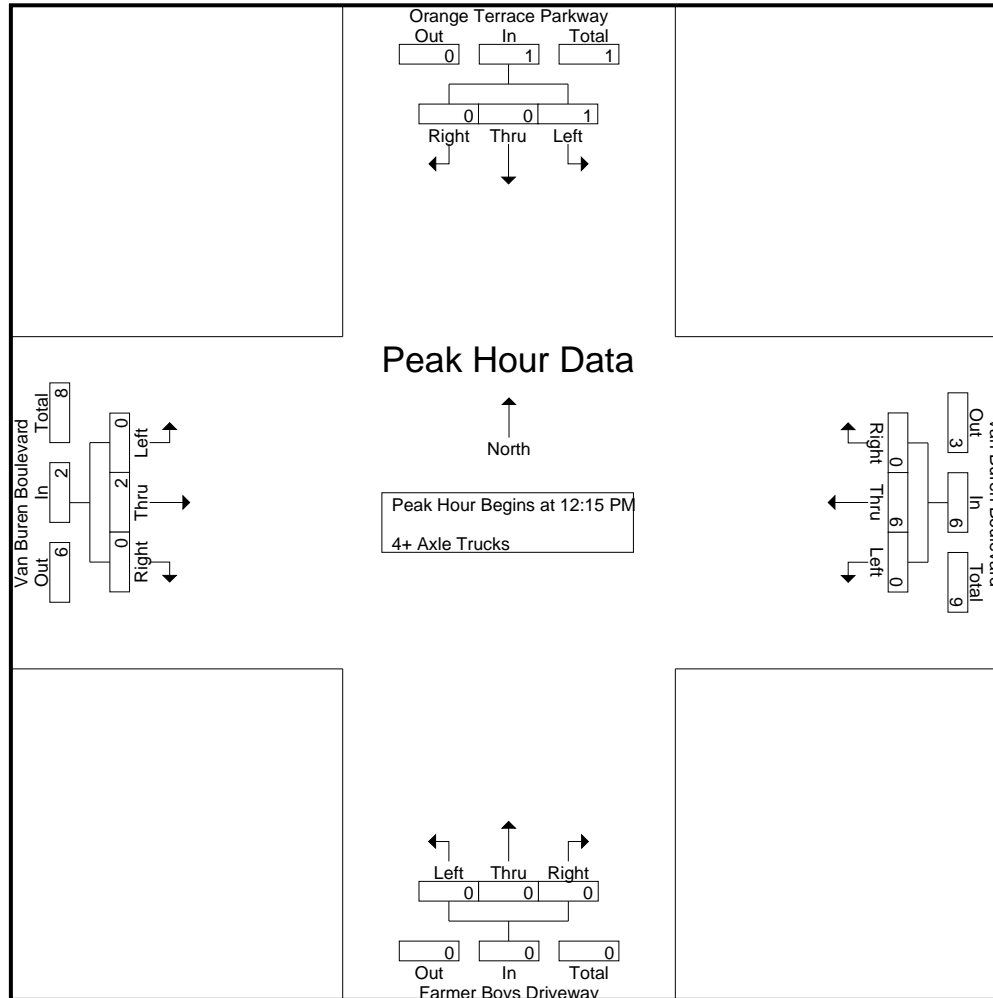 Orange Terrace Parkway
Out In Total
0 1 1
0 0 1
Right Thru Left
Peak Hour Data
North
Peak Hour Begins at 12:15 PM
4+ Axle Trucks
Van Buren Boulevard
Total In Out
8 2 6
0 2 0
Left Thru Right
Right Thru Left
0 6 0
3 6 9
Out In Total
Van Buren Boulevard
Left Thru Right
0 0 0
0 0 0
Out In Total
Farmer Boys Driveway